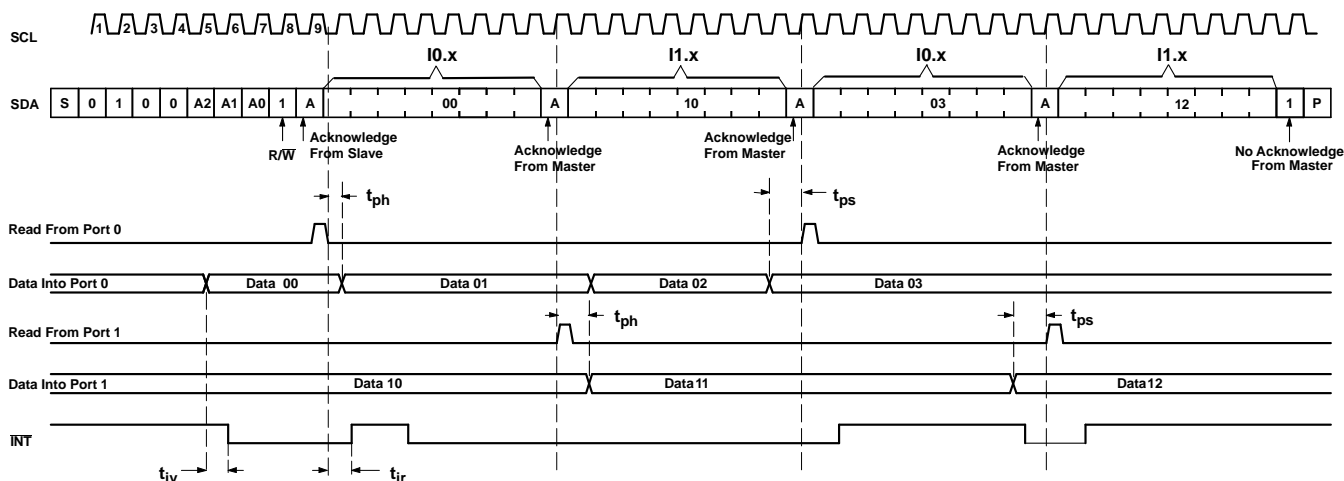 SCL 1 2 3 4 5 6 7 8 9
I0.x I1.x I0.x I1.x
SDA S 0 1 0 0 A2 A1 A0 1 A 00 A 10 A 03 A 12 1 P
R/W
Acknowledge
From Slave
Acknowledge
From Master
Acknowledge
From Master
Acknowledge
From Master
No Acknowledge
From Master
tph tps
Read From Port 0
Data Into Port 0 Data 00 Data 01 Data 02 Data 03
tph tps
Read From Port 1
Data Into Port 1 Data 10 Data 11 Data 12
INT
tiv tir